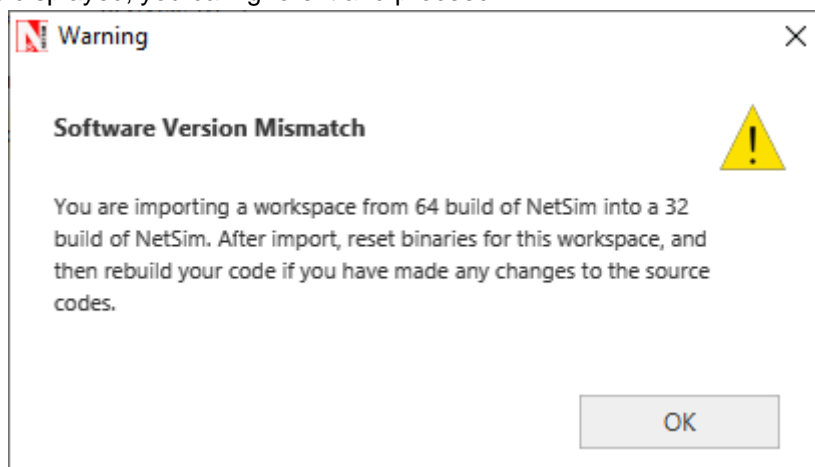 Warning
Software Version Mismatch
You are importing a workspace from 64 build of NetSim into a 32
build of NetSim. After import, reset binaries for this workspace, and
then rebuild your code if you have made any changes to the source
codes.
OK